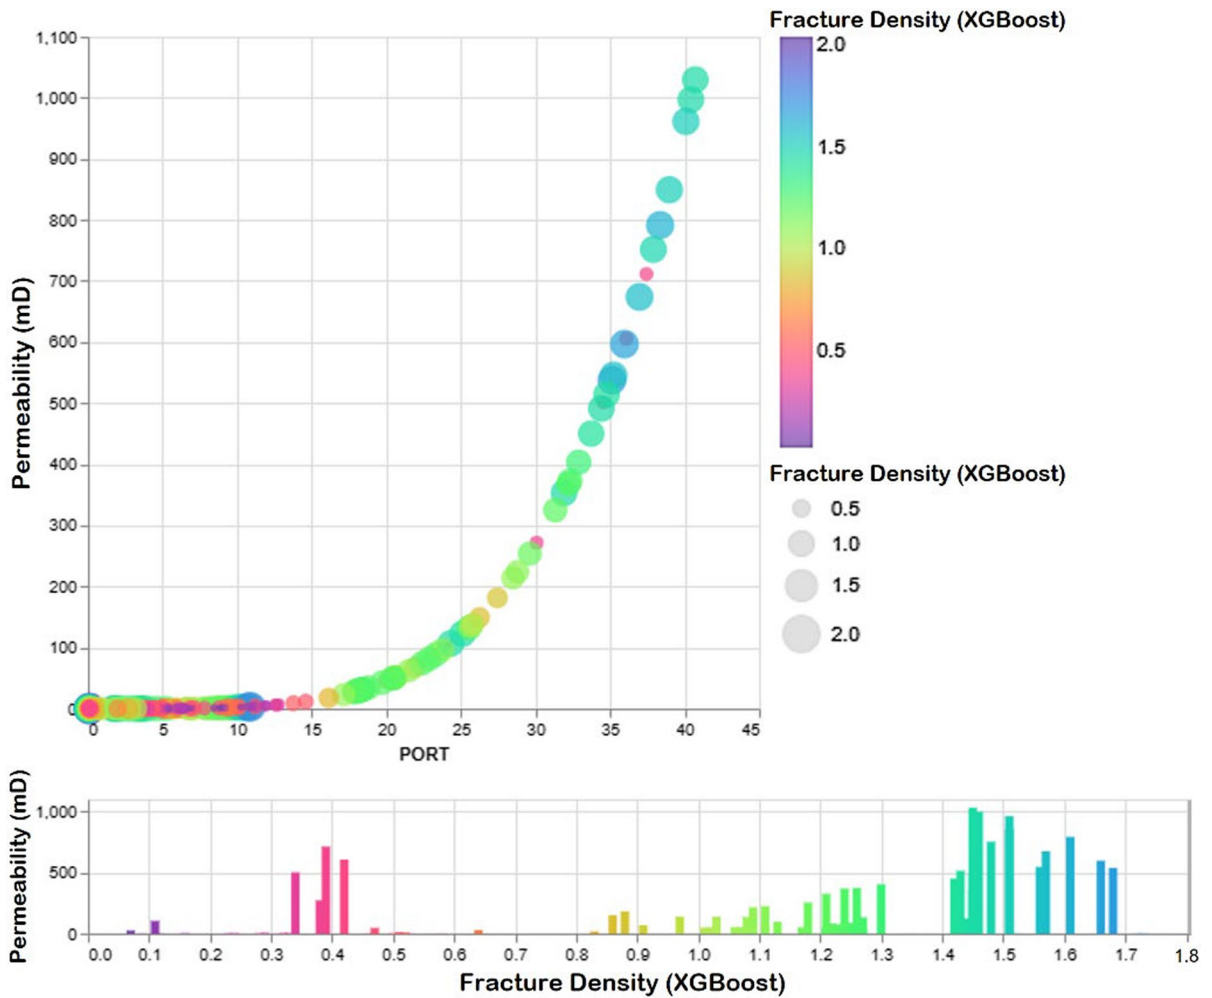 Fracture Density (XGBoost)
1,100
1,000
900
800
700
600
500
400
300
200
100
0
Permeability (mD)
0 5 10 15 20 25 30 35 40 45
PORT
2.0
1.5
1.0
0.5
Fracture Density (XGBoost)
0.5
1.0
1.5
2.0
1,000
500
0
Permeability (mD)
0.0 0.1 0.2 0.3 0.4 0.5 0.6 0.7 0.8 0.9 1.0 1.1 1.2 1.3 1.4 1.5 1.6 1.7 1.8
Fracture Density (XGBoost)